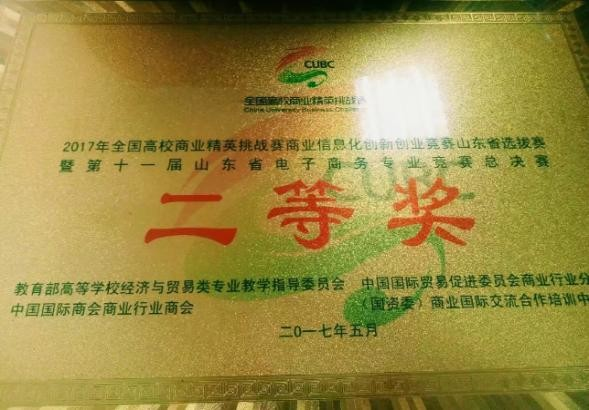 CUBC
全国高校商业精英挑战赛
China University Business Challenge
2017年全国高校商业精英挑战赛商业信息化创新创业竞赛山东省选拔赛
暨第十一届山东省电子商务专业竞赛总决赛
二等奖
教育部高等学校经济与贸易类专业教学指导委员会 中国国际贸易促进委员会商业行业分
中国国际商会商业行业商会 （国资委）商业国际交流合作培训中
二〇一七年五月